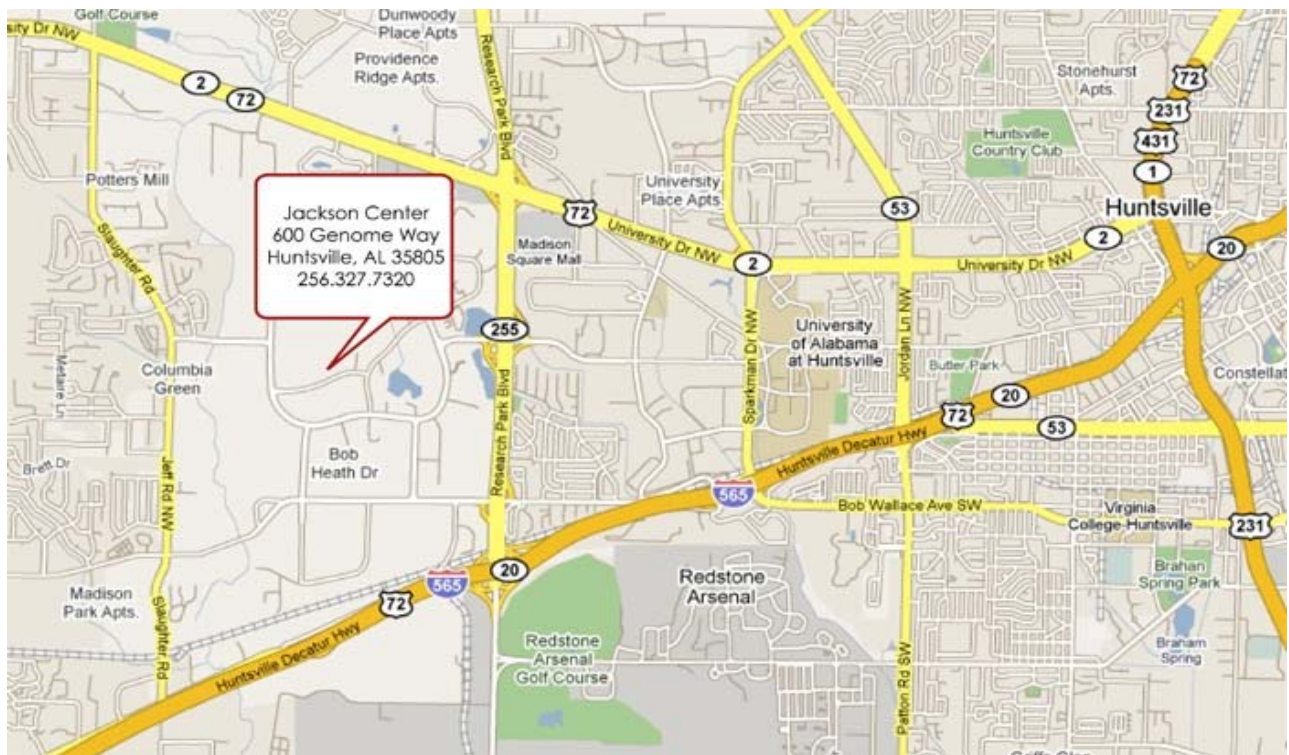 Golf Course
sity Dr NW
Dunwoody
Place Apts
Providence
Ridge Apts.
Research Park Blvd
Stonehurst
Apts.
72
231
431
1
2
72
Huntsville
Country Club
Potters Mill
University
Place Apts.
53
Huntsville
Jackson Center
600 Genome Way
Huntsville, AL 35805
256.327.7320
72
University Dr NW
Madison
Square Mall
2
University Dr NW
2
20
Slaughter Rd
255
Sparkman Dr NW
University
of Alabama
at Huntsville
Jordan Ln NW
Metairie Ln
Columbia
Green
Research Park Blvd
Butler Park
Constellat
20
72
53
Brett Dr
Bob
Heath Dr
Jeff Rd NW
Huntsville Decatur Hwy
565
Bob Wallace Ave SW
Virginia
College-Huntsville
231
Madison
Park Apts.
Slaughter Rd
565
20
72
Huntsville Decatur Hwy
Redstone
Arsenal
Brahan
Spring Park
Redstone
Arsenal
Golf Course
Braham
Spring
Patton Rd SW